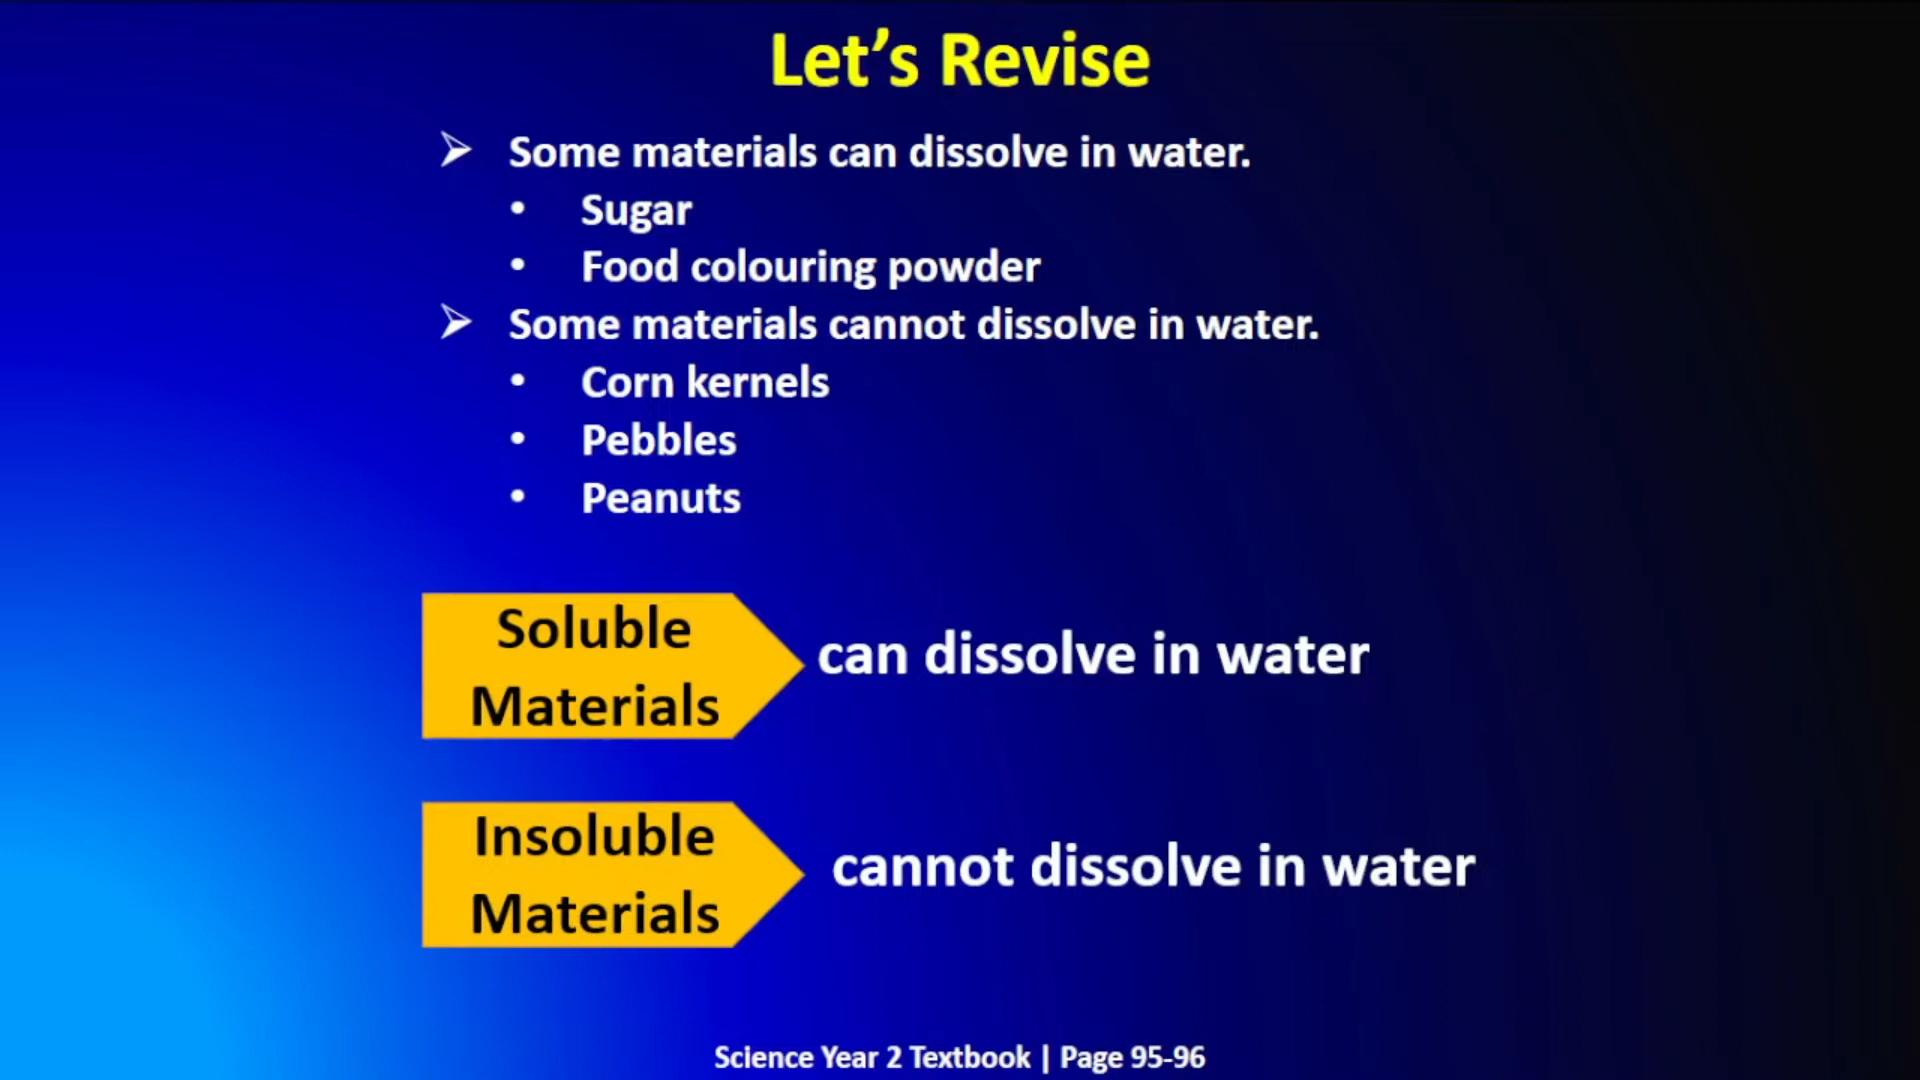 Let’s Revise
➢ Some materials can dissolve in water.
• Sugar
• Food colouring powder
➢ Some materials cannot dissolve in water.
• Corn kernels
• Pebbles
• Peanuts
Soluble
Materials
can dissolve in water
Insoluble
Materials
cannot dissolve in water
Science Year 2 Textbook | Page 95-96